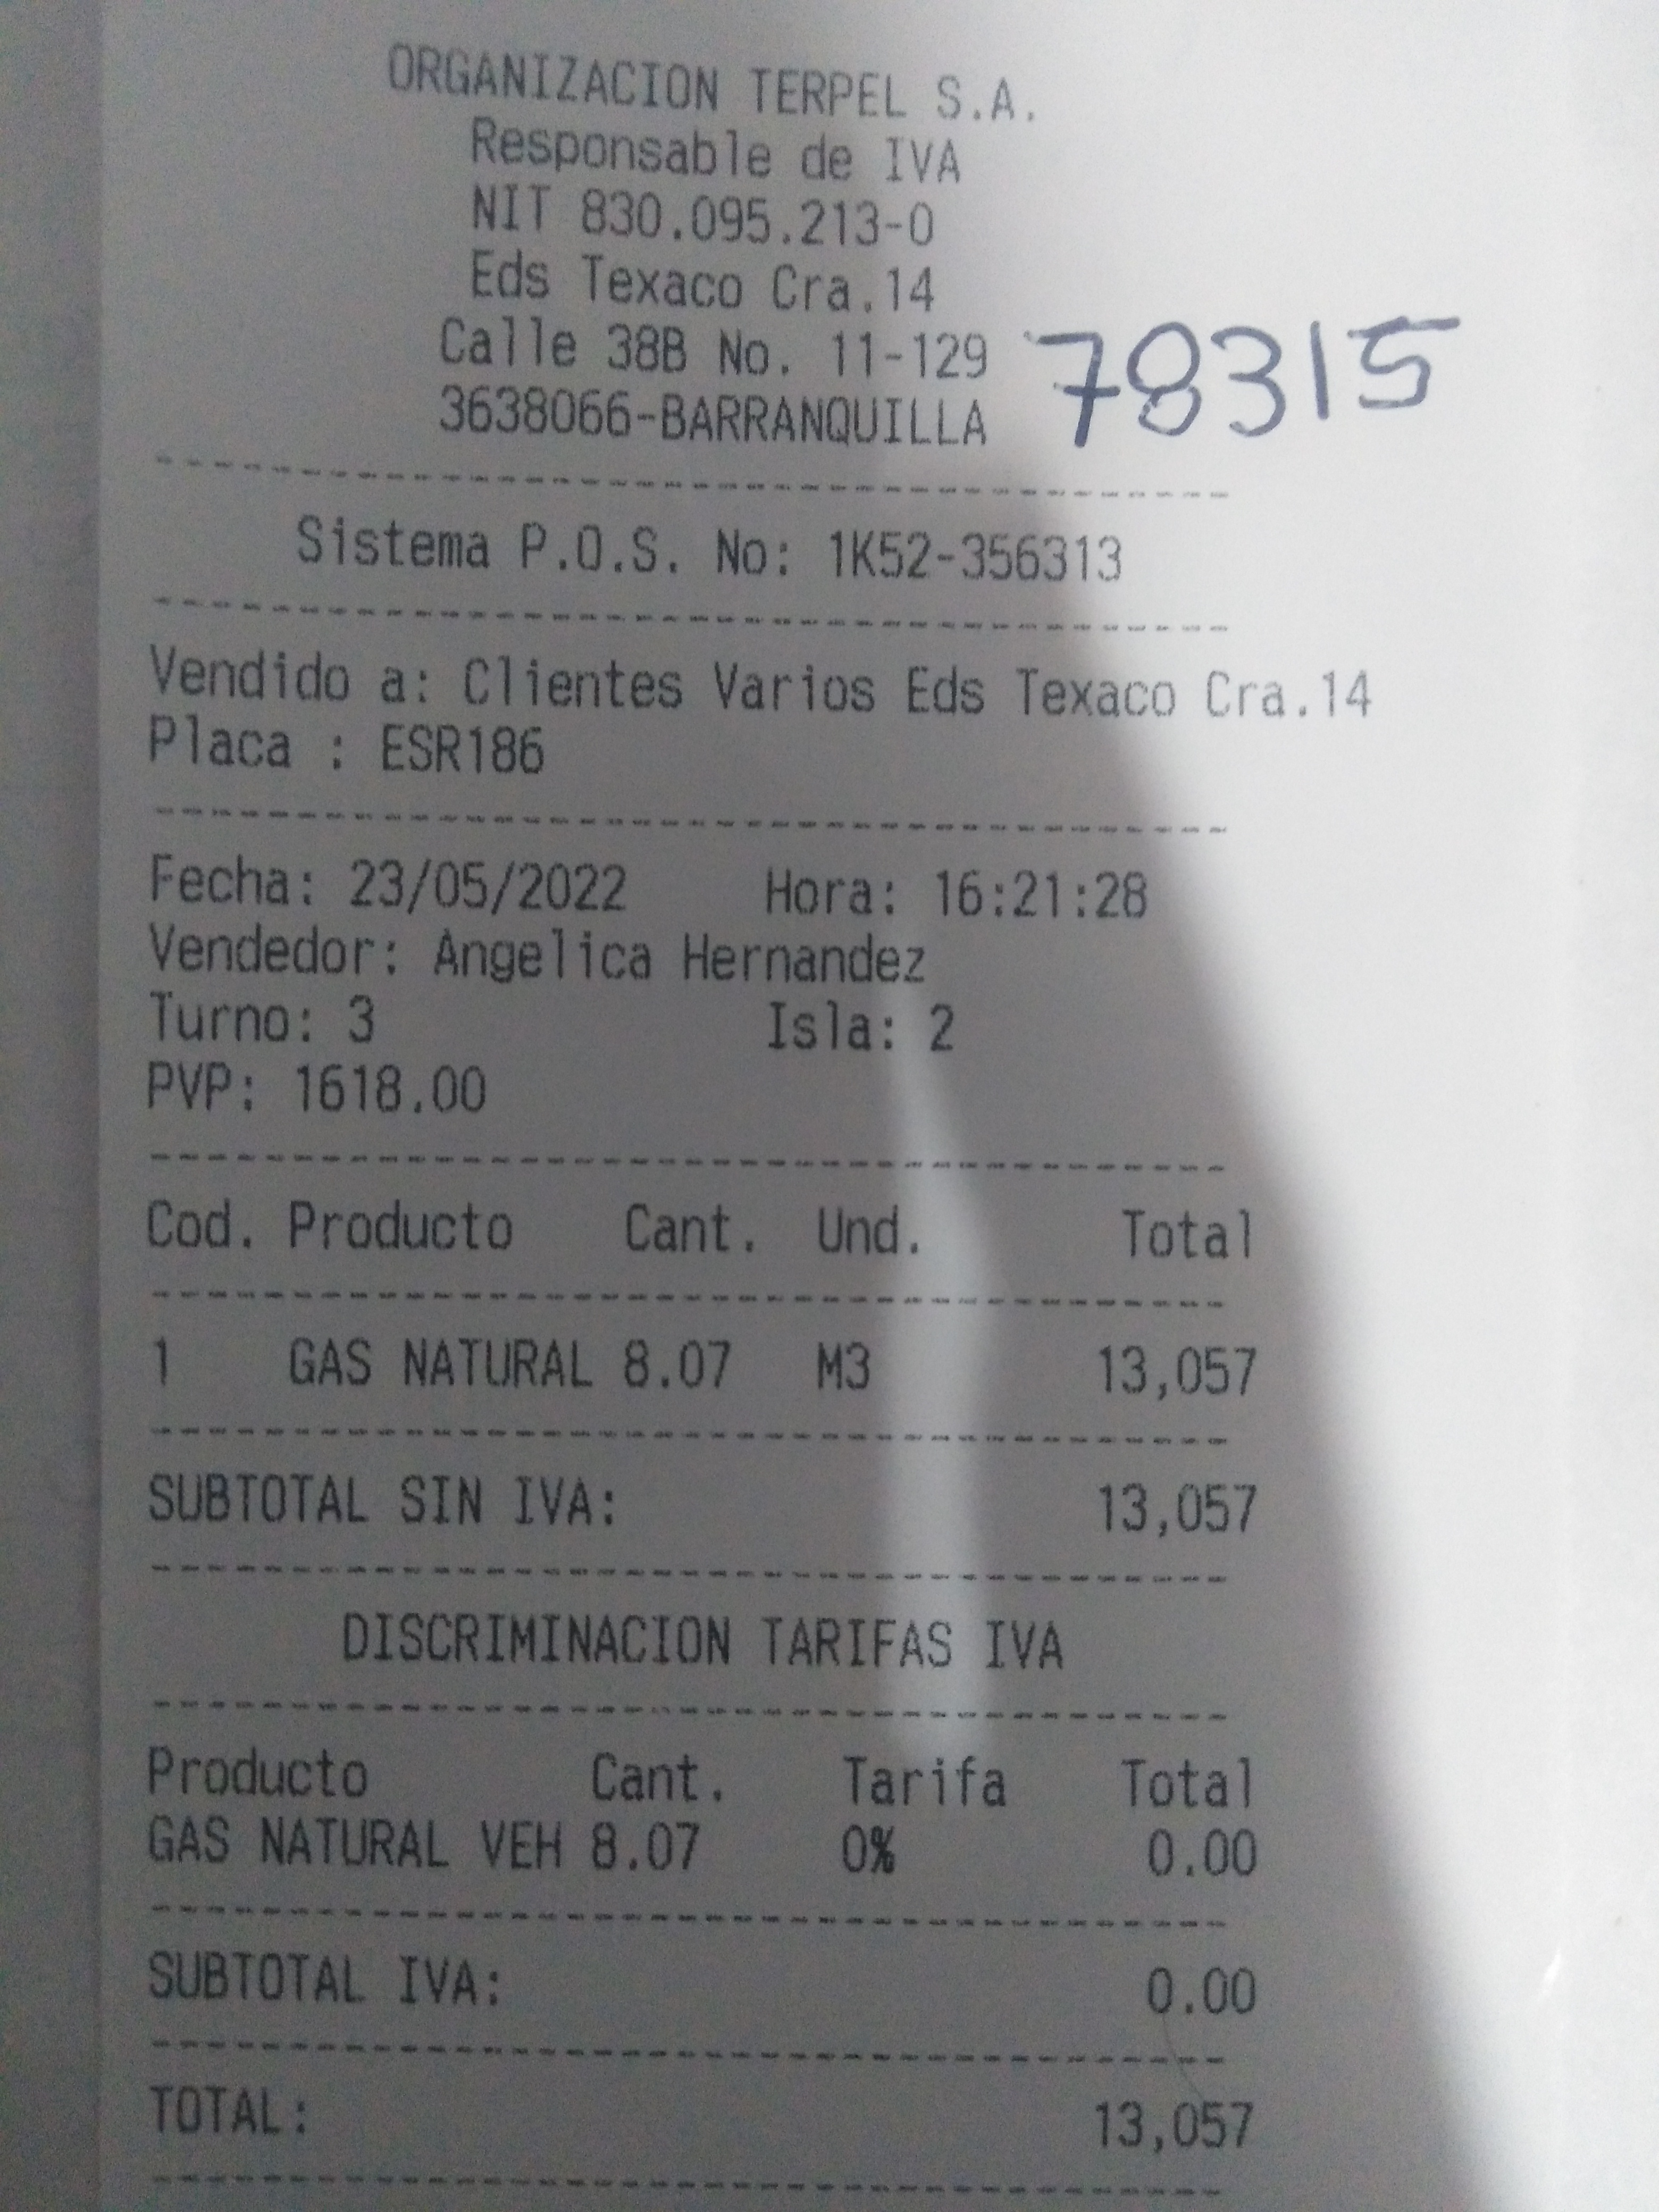 ORGANIZACION TERPEL S.A.
Responsable de IVA
NIT 830.095.213-0
Eds Texaco Cra.14
Calle 38B No. 11-129
78315
3638066-BARRANQUILLA
Sistema P.O.S. No: 1K52-356313
Vendido a: Clientes Varios Eds Texaco Cra.14
Placa : ESR186
Fecha: 23/05/2022 Hora: 16:21:28
Vendedor: Angelica Hernandez
Turno: 3 Isla: 2
PVP: 1618.00
Cod. Producto Cant. Und. Total
1 GAS NATURAL 8.07 M3 13,057
SUBTOTAL SIN IVA: 13,057
DISCRIMINACION TARIFAS IVA
Producto Cant. Tarifa Total
GAS NATURAL VEH 8.07 0% 0.00
SUBTOTAL IVA: 0.00
TOTAL: 13,057